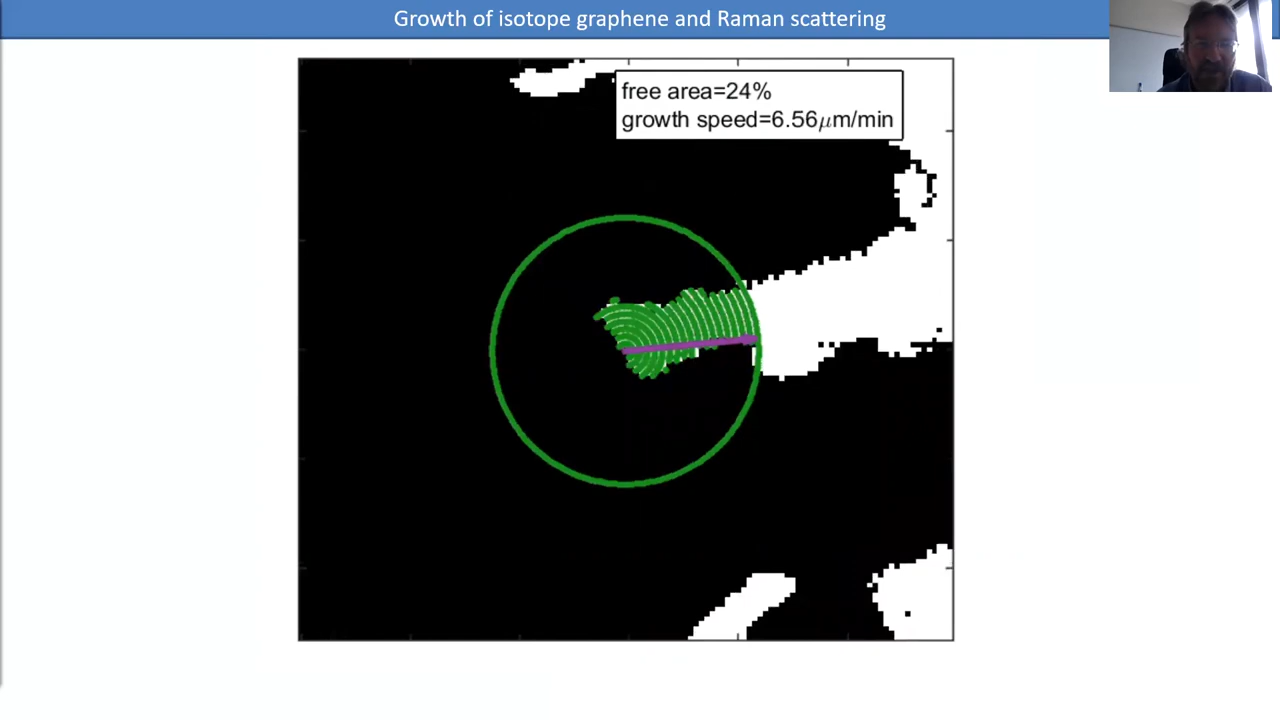 Growth of isotope graphene and Raman scattering
free area=24%
growth speed=6.56μm/min